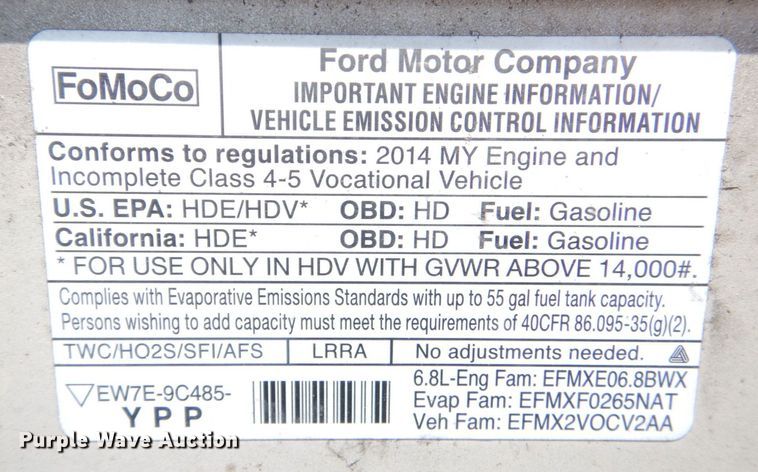 FoMoCo
Ford Motor Company
IMPORTANT ENGINE INFORMATION/
VEHICLE EMISSION CONTROL INFORMATION
Conforms to regulations: 2014 MY Engine and
Incomplete Class 4-5 Vocational Vehicle
U.S. EPA: HDE/HDV* OBD: HD Fuel: Gasoline
California: HDE* OBD: HD Fuel: Gasoline
* FOR USE ONLY IN HDV WITH GVWR ABOVE 14,000#.
Complies with Evaporative Emissions Standards with up to 55 gal fuel tank capacity.
Persons wishing to add capacity must meet the requirements of 40CFR 86.095-35(g)(2).
TWC/HO2S/SFI/AFS LRRA No adjustments needed.
EW7E-9C485-
YPP
6.8L-Eng Fam: EFMXE06.8BWX
Evap Fam: EFMXF0265NAT
Veh Fam: EFMX2VOCV2AA
Purple Wave Auction
PurpleWave.com